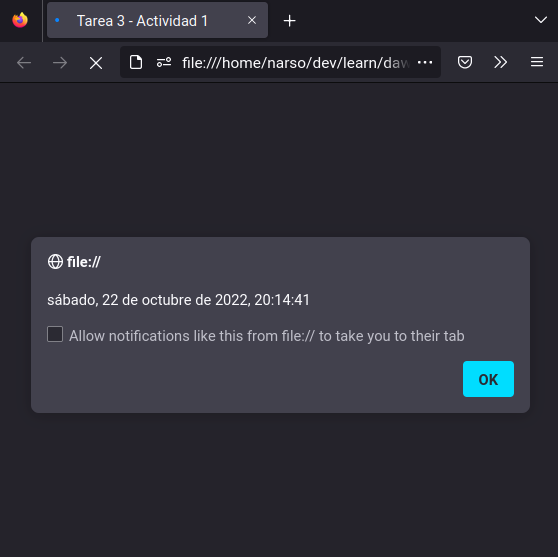 Tarea 3 - Actividad 1
file:///home/narso/dev/learn/daw
file://
sábado, 22 de octubre de 2022, 20:14:41
Allow notifications like this from file:// to take you to their tab
OK